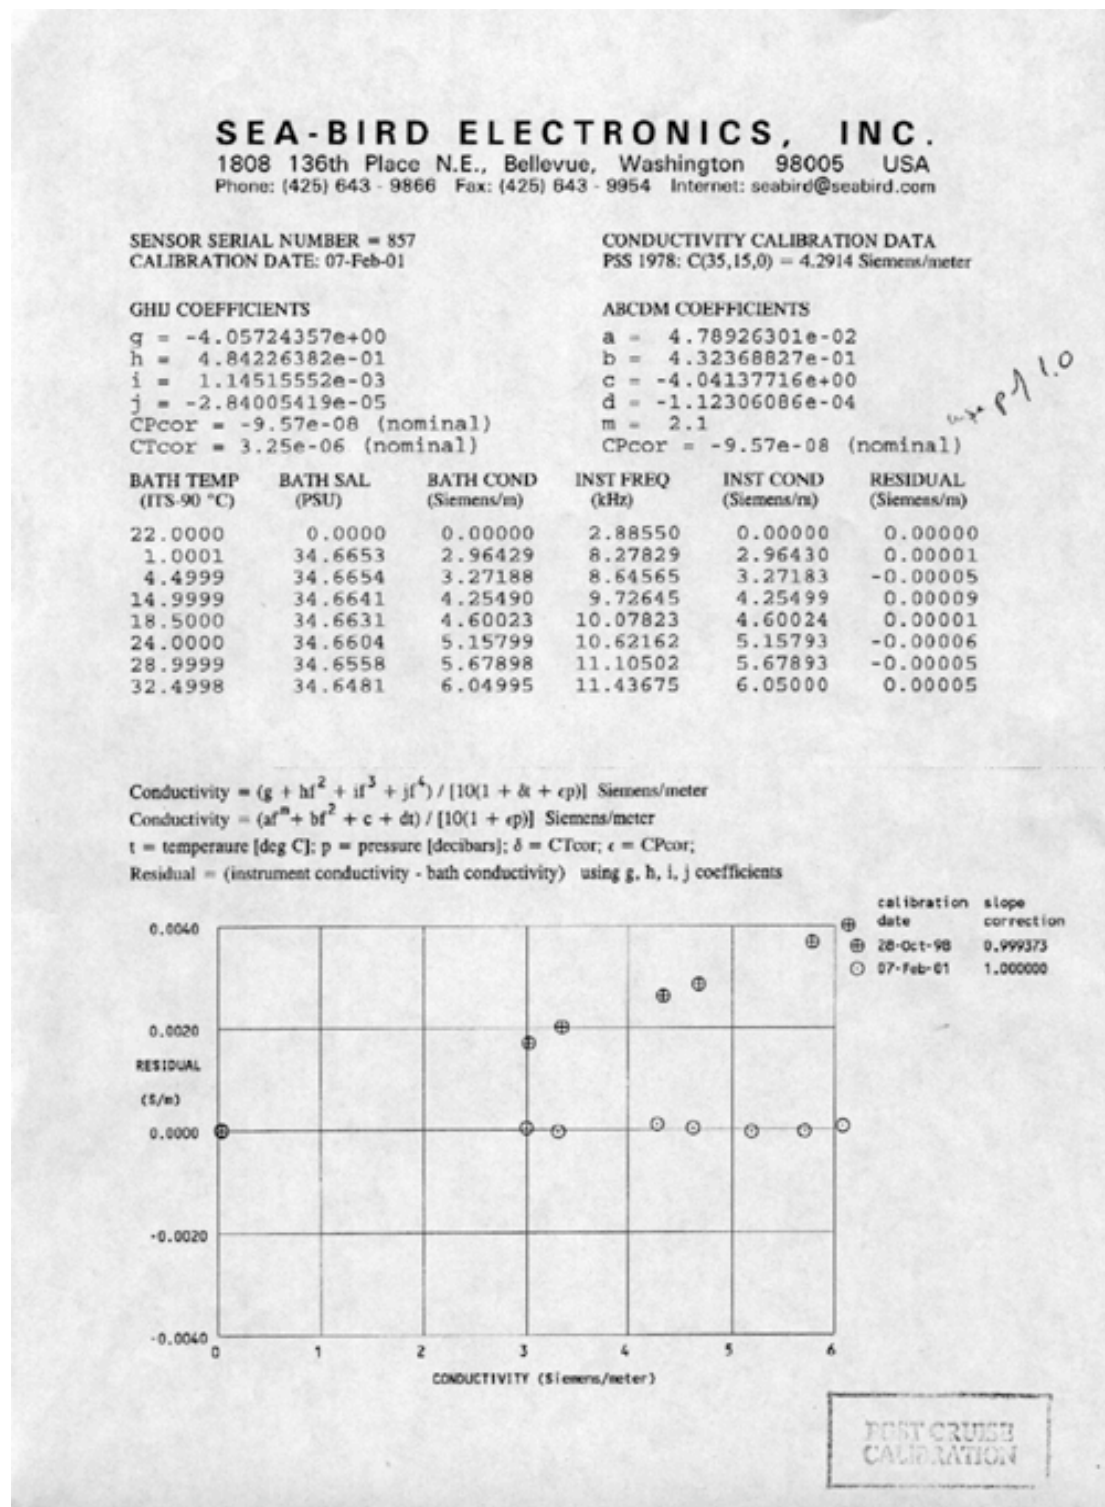 SEA-BIRD ELECTRONICS, INC.
1808 136th Place N.E., Bellevue, Washington 98005 USA
Phone: (425) 643 - 9866 Fax: (425) 643 - 9954 Internet: seabird@seabird.com
SENSOR SERIAL NUMBER = 857
CALIBRATION DATE: 07-Feb-01
CONDUCTIVITY CALIBRATION DATA
PSS 1978: C(35,15,0) = 4.2914 Siemens/meter
GHIJ COEFFICIENTS
g = -4.05724357e+00
h = 4.84226382e-01
i = 1.14515552e-03
j = -2.84005419e-05
CPcor = -9.57e-08 (nominal)
CTcor = 3.25e-06 (nominal)
ABCDM COEFFICIENTS
a = 4.78926301e-02
b = 4.32368827e-01
c = -4.04137716e+00
d = -1.12306086e-04
m = 2.1
CPcor = -9.57e-08 (nominal)
1.0
BATH TEMP BATH SAL BATH COND INST FREQ INST COND RESIDUAL
(ITS-90 °C) (PSU) (Siemens/m) (kHz) (Siemens/m) (Siemens/m)
22.0000 0.0000 0.00000 2.88550 0.00000 0.00000
1.0001 34.6653 2.96429 8.27829 2.96430 0.00001
4.4999 34.6654 3.27188 8.64565 3.27183 -0.00005
14.9999 34.6641 4.25490 9.72645 4.25499 0.00009
18.5000 34.6631 4.60023 10.07823 4.60024 0.00001
24.0000 34.6604 5.15799 10.62162 5.15793 -0.00006
28.9999 34.6558 5.67898 11.10502 5.67893 -0.00005
32.4998 34.6481 6.04995 11.43675 6.05000 0.00005
Conductivity = (g + hf² + if³ + jf⁴) / [10(1 + δt + εp)] Siemens/meter
Conductivity = (afᵐ + bf² + c + dt) / [10(1 + εp)] Siemens/meter
t = temperaure [deg C]; p = pressure [decibars]; δ = CTcor; ε = CPcor;
Residual = (instrument conductivity - bath conductivity) using g, h, i, j coefficients
calibration slope
date correction
28-Oct-98 0.999373
07-Feb-01 1.000000
0.0040
0.0020
RESIDUAL
(S/m)
0.0000
-0.0020
-0.0040
0 1 2 3 4 5 6
CONDUCTIVITY (Siemens/meter)
POST CRUISE
CALIBRATION